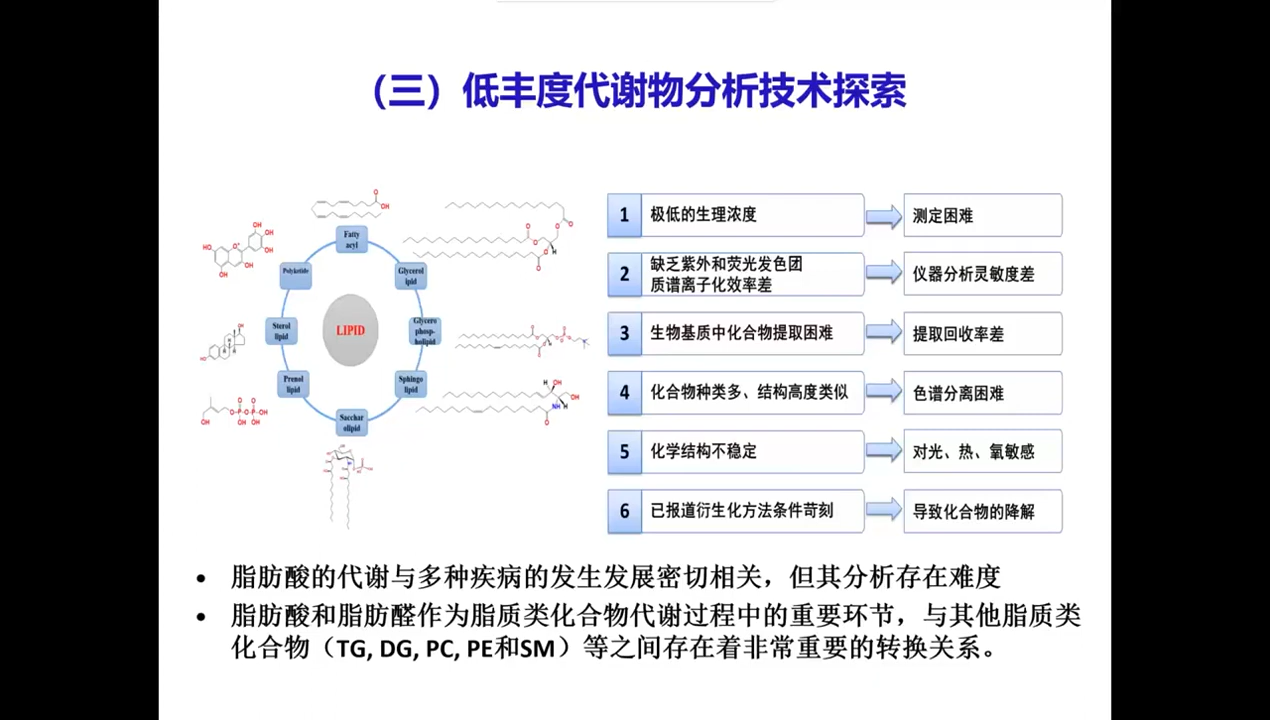 （三）低丰度代谢物分析技术探索
Fatty
acyl
Glycerol
ipid
Glycero
phosp-
holipid
Sphingo
lipid
Sacchar
olipid
Prenol
lipid
Sterol
lipid
Polyketide
LIPID
1 极低的生理浓度 测定困难
2 缺乏紫外和荧光发色团
质谱离子化效率差 仪器分析灵敏度差
3 生物基质中化合物提取困难 提取回收率差
4 化合物种类多、结构高度类似 色谱分离困难
5 化学结构不稳定 对光、热、氧敏感
6 已报道衍生化方法条件苛刻 导致化合物的降解
• 脂肪酸的代谢与多种疾病的发生发展密切相关，但其分析存在难度
• 脂肪酸和脂肪醛作为脂质类化合物代谢过程中的重要环节，与其他脂质类
化合物（TG, DG, PC, PE和SM）等之间存在着非常重要的转换关系。